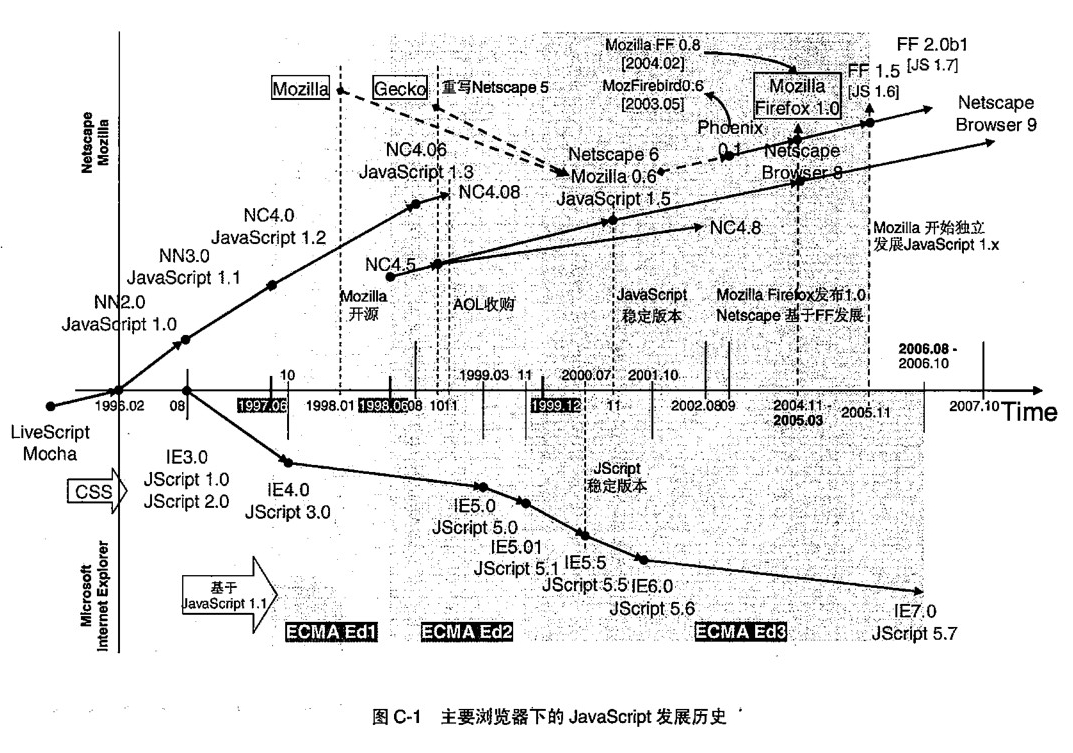 Netscape
Mozilla
Mozilla
Gecko
重写Netscape 5
Mozilla FF 0.8
[2004.02]
MozFirebird0.6
[2003.05]
Phoenix
0.1
Mozilla
Firefox 1.0
FF 1.5
[JS 1.6]
FF 2.0b1
[JS 1.7]
Netscape
Browser 9
Netscape
Browser 8
Netscape 6
Mozilla 0.6
JavaScript 1.5
NC4.06
JavaScript 1.3
NC4.08
NC4.0
JavaScript 1.2
NN3.0
JavaScript 1.1
NN2.0
JavaScript 1.0
NC4.5
NC4.8
Mozilla
开源
AOL收购
JavaScript
稳定版本
Mozilla Firefox发布1.0
Netscape 基于FF发展
Mozilla 开始独立
发展JavaScript 1.x
10
1999.03
11
2000.07
2001.10
2006.08 -
2006.10
1996.02
08
1997.06
1998.01
1998.06
08
10
11
1999.12
11
2002.08
09
2004.11 -
2005.03
2005.11
2007.10
Time
LiveScript
Mocha
CSS
IE3.0
JScript 1.0
JScript 2.0
IE4.0
JScript 3.0
IE5.0
JScript 5.0
IE5.01
JScript 5.1
IE5.5
JScript 5.5
JScript
稳定版本
IE6.0
JScript 5.6
IE7.0
JScript 5.7
Microsoft
Internet Explorer
基于
JavaScript 1.1
ECMA Ed1
ECMA Ed2
ECMA Ed3
图 C-1 主要浏览器下的 JavaScript 发展历史